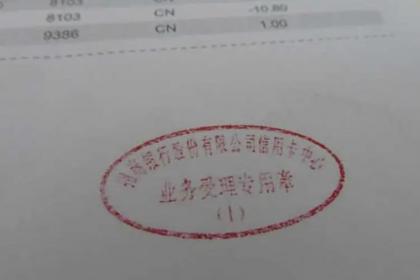 8103 CN -10.80
9386 CN 1.00
银行股份有限公司信用卡中心
业务受理专用章
(1)